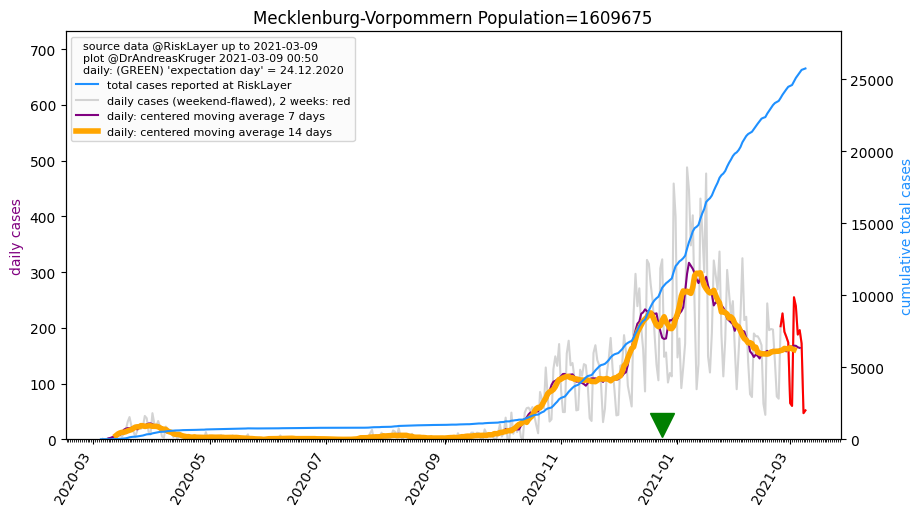 Mecklenburg-Vorpommern Population=1609675
source data @RiskLayer up to 2021-03-09
plot @DrAndreasKruger 2021-03-09 00:50
daily: (GREEN) 'expectation day' = 24.12.2020
total cases reported at RiskLayer
daily cases (weekend-flawed), 2 weeks: red
daily: centered moving average 7 days
daily: centered moving average 14 days
daily cases
700
600
500
400
300
200
100
0
cumulative total cases
25000
20000
15000
10000
5000
0
2020-03
2020-05
2020-07
2020-09
2020-11
2021-01
2021-03